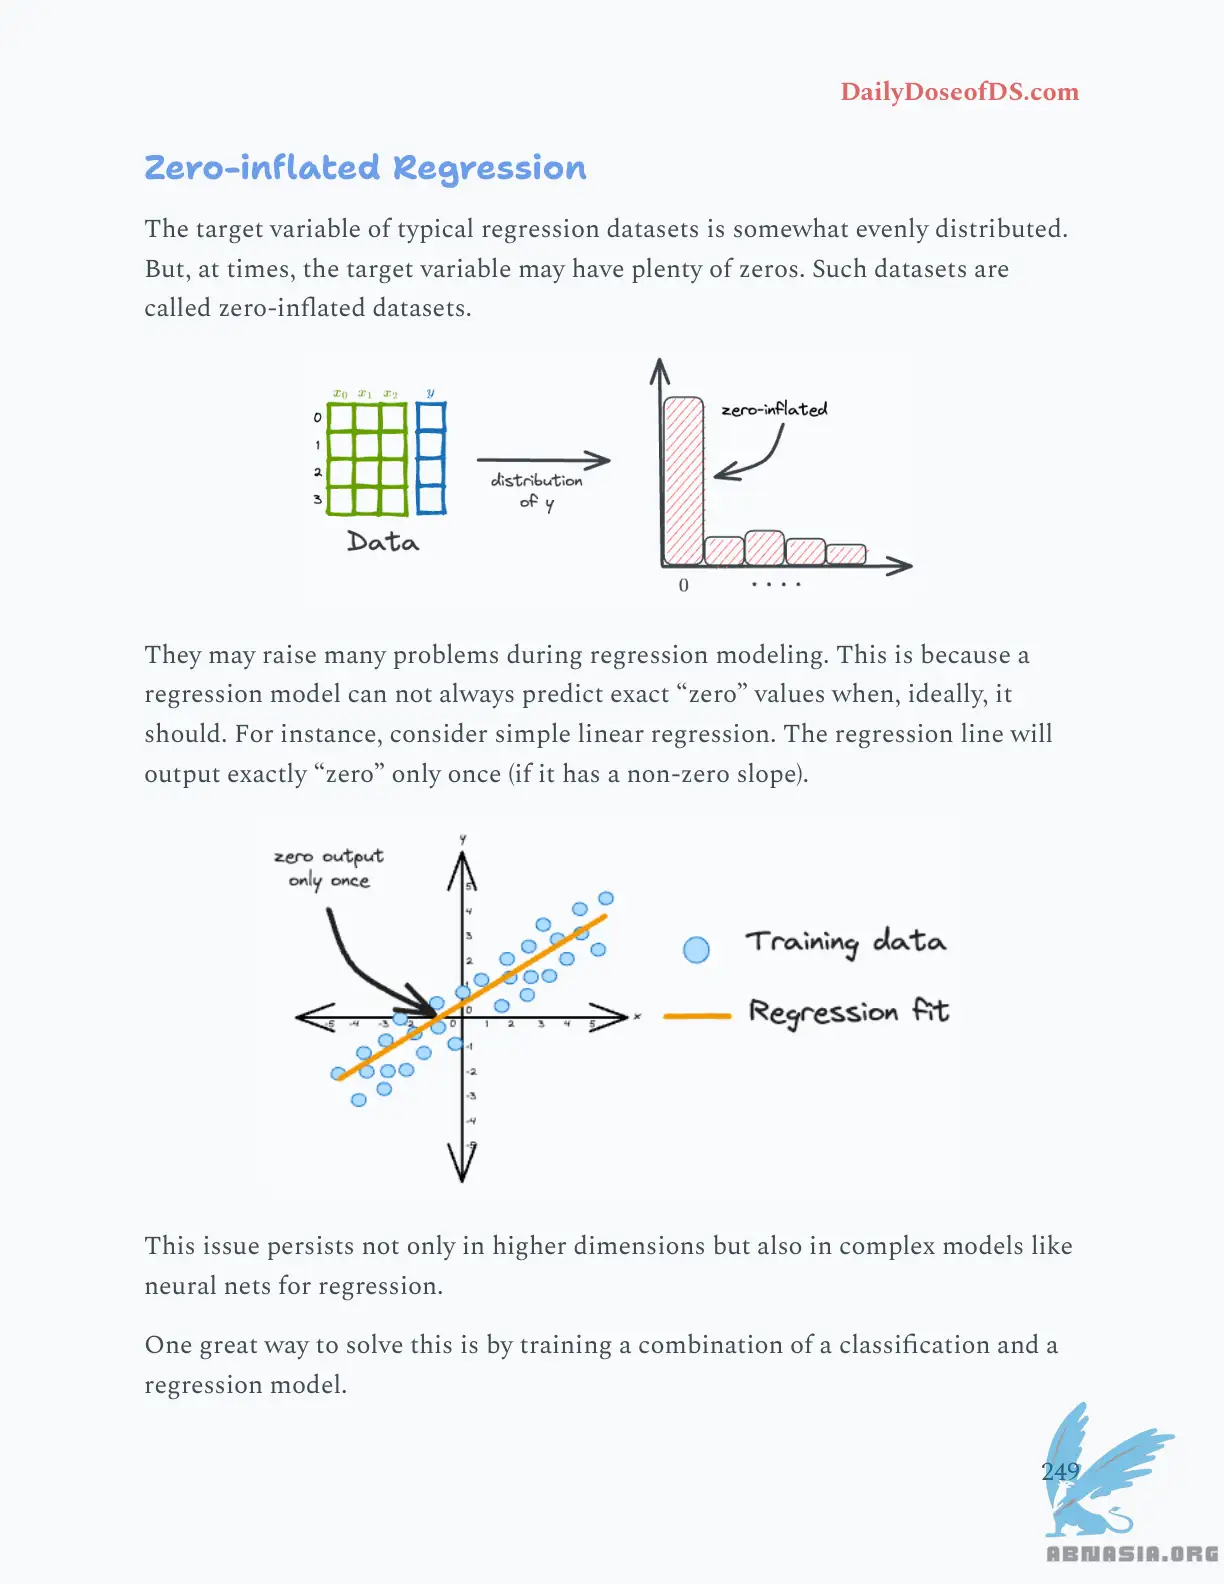 DailyDoseofDS.com
Zero-inflated Regression
The target variable of typical regression datasets is somewhat evenly distributed.
But, at times, the target variable may have plenty of zeros. Such datasets are
called zero-inflated datasets.
x0 x1 x2 y
0
1
2
3
Data
distribution
of y
zero-inflated
0 . . . .
They may raise many problems during regression modeling. This is because a
regression model can not always predict exact “zero” values when, ideally, it
should. For instance, consider simple linear regression. The regression line will
output exactly “zero” only once (if it has a non-zero slope).
zero output
only once
y
5
4
3
2
1
0
-5 -4 -3 -2 0 1 2 3 4 5 x
-1
-2
-3
-4
-5
Training data
Regression fit
This issue persists not only in higher dimensions but also in complex models like
neural nets for regression.
One great way to solve this is by training a combination of a classification and a
regression model.
249
ABNASIA.ORG